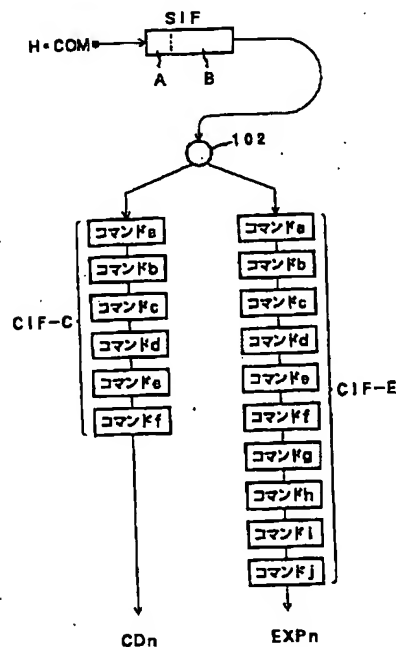 SIF
H・COM
A B
102
コマンドa コマンドa
コマンドb コマンドb
コマンドc コマンドc
CIF-C
コマンドd コマンドd
コマンドe コマンドe
CIF-E
コマンドf コマンドf
コマンドg
コマンドh
コマンドi
コマンドj
CDn EXPn